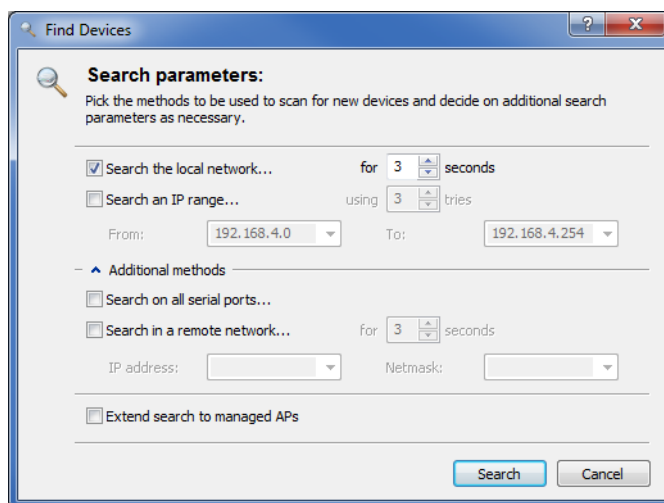 Find Devices
Search parameters:
Pick the methods to be used to scan for new devices and decide on additional search
parameters as necessary.
Search the local network... for 3 seconds
Search an IP range... using 3 tries
From: 192.168.4.0 To: 192.168.4.254
Additional methods
Search on all serial ports...
Search in a remote network... for 3 seconds
IP address: Netmask:
Extend search to managed APs
Search Cancel